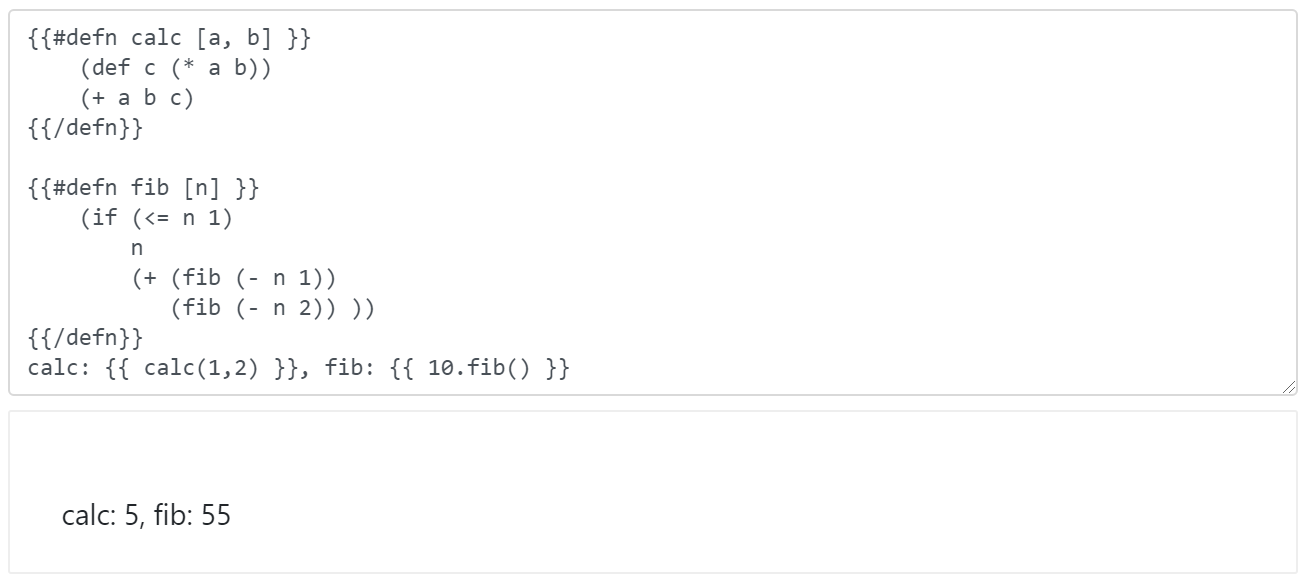 {{#defn calc [a, b] }}
    (def c (* a b))
    (+ a b c)
{{/defn}}

{{#defn fib [n] }}
    (if (<= n 1)
        n
        (+ (fib (- n 1))
           (fib (- n 2)) ))
{{/defn}}
calc: {{ calc(1,2) }}, fib: {{ 10.fib() }}
calc: 5, fib: 55